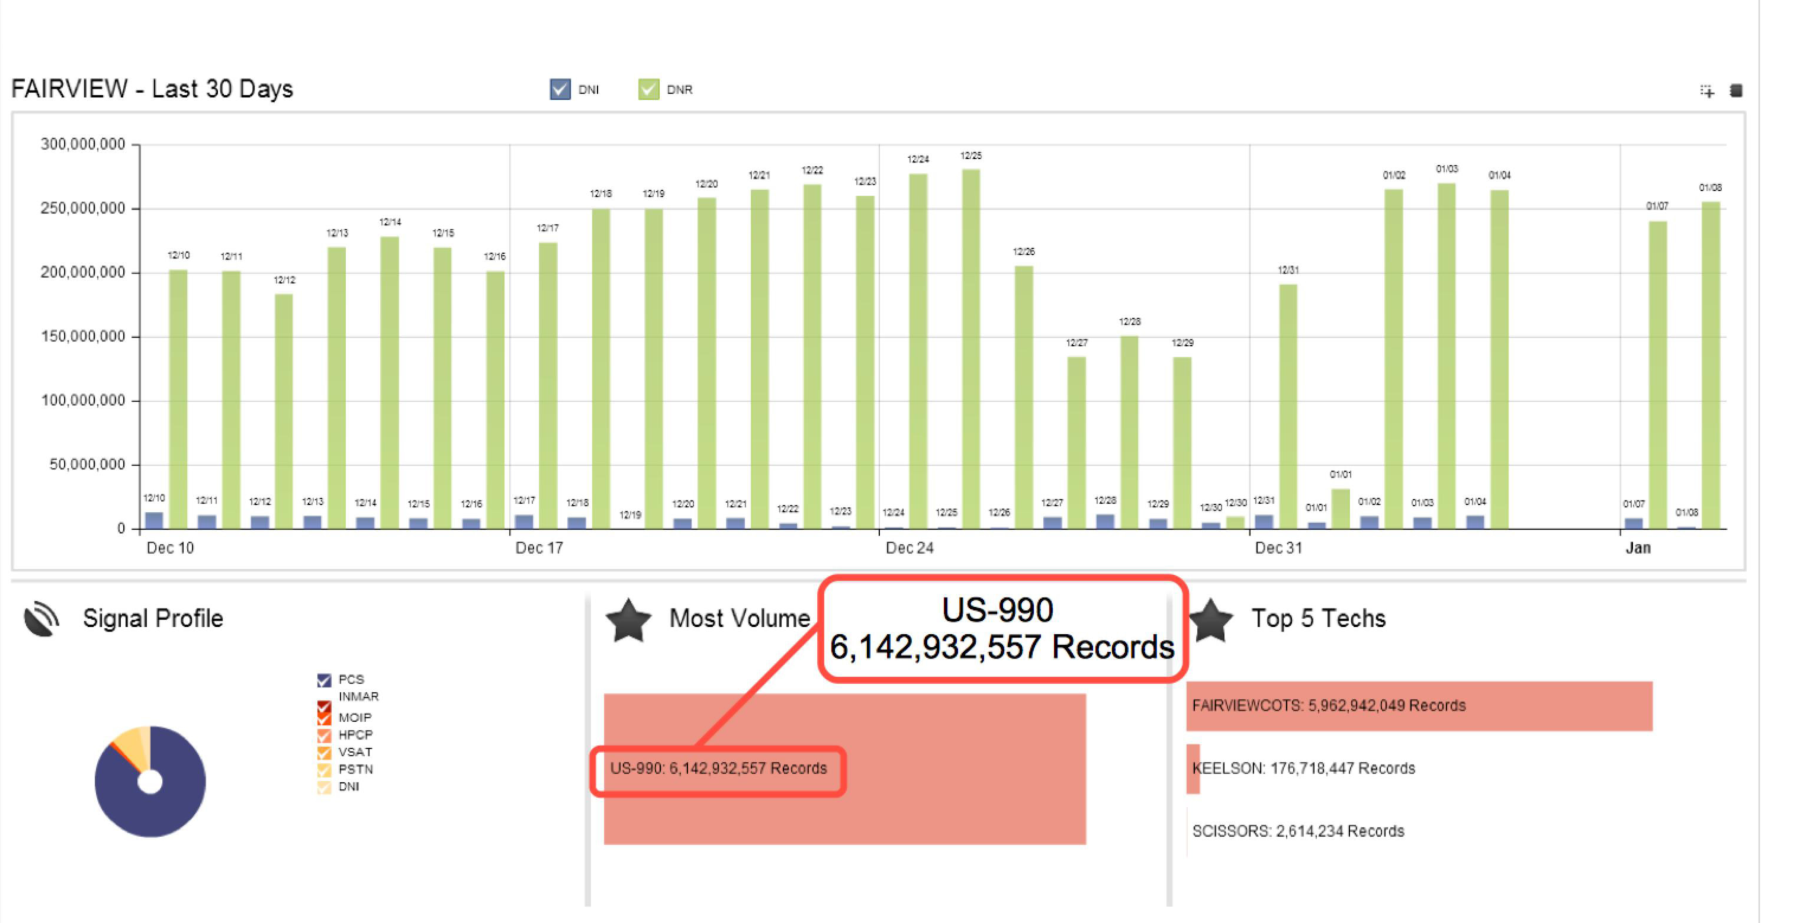 FAIRVIEW - Last 30 Days
DNI
DNR
300,000,000
250,000,000
200,000,000
150,000,000
100,000,000
50,000,000
0
12/10
12/10
12/11
12/11
12/12
12/12
12/13
12/13
12/14
12/14
12/15
12/15
12/16
12/16
12/17
12/17
12/18
12/18
12/19
12/19
12/20
12/20
12/21
12/21
12/22
12/22
12/23
12/23
12/24
12/24
12/25
12/25
12/26
12/26
12/27
12/27
12/28
12/28
12/29
12/29
12/30
12/30
12/31
12/31
01/01
01/01
01/02
01/02
01/03
01/03
01/04
01/04
01/07
01/07
01/08
01/08
Dec 10
Dec 17
Dec 24
Dec 31
Jan
Signal Profile
PCS
INMAR
MOIP
HPCP
VSAT
PSTN
DNI
Most Volume
US-990
6,142,932,557 Records
US-990: 6,142,932,557 Records
Top 5 Techs
FAIRVIEWCOTS: 5,962,942,049 Records
KEELSON: 176,718,447 Records
SCISSORS: 2,614,234 Records